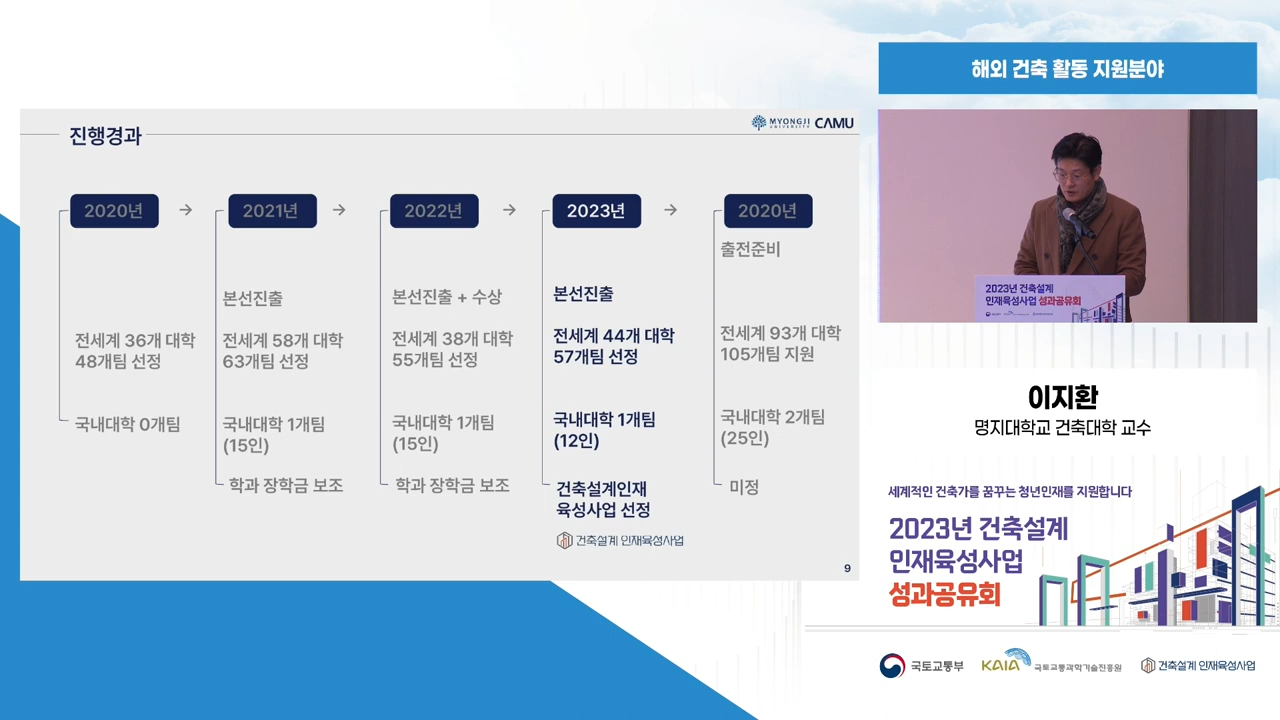 해외 건축 활동 지원분야
진행경과
MYONGJI UNIVERSITY CAMU
2020년 → 2021년 → 2022년 → 2023년 → 2020년
출전준비
본선진출
본선진출 + 수상
본선진출
전세계 36개 대학
48개팀 선정
전세계 58개 대학
63개팀 선정
전세계 38개 대학
55개팀 선정
전세계 44개 대학
57개팀 선정
전세계 93개 대학
105개팀 지원
국내대학 0개팀
국내대학 1개팀
(15인)
국내대학 1개팀
(15인)
국내대학 1개팀
(12인)
국내대학 2개팀
(25인)
학과 장학금 보조
학과 장학금 보조
건축설계인재
육성사업 선정
미정
건축설계 인재육성사업
9
2023년 건축설계
인재육성사업 성과공유회
이지환
명지대학교 건축대학 교수
세계적인 건축가를 꿈꾸는 청년인재를 지원합니다
2023년 건축설계
인재육성사업
성과공유회
국토교통부
KAIA 국토교통과학기술진흥원
건축설계 인재육성사업